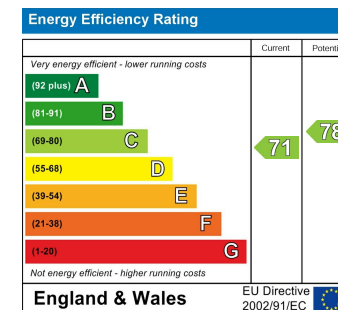 Energy Efficiency Rating
Current
Very energy efficient - lower running costs
(92 plus) A
(81-91) B
(69-80) C
(55-68) D
(39-54) E
(21-38) F
(1-20) G
71
78
Not energy efficient - higher running costs
England & Wales
EU Directive
2002/91/EC